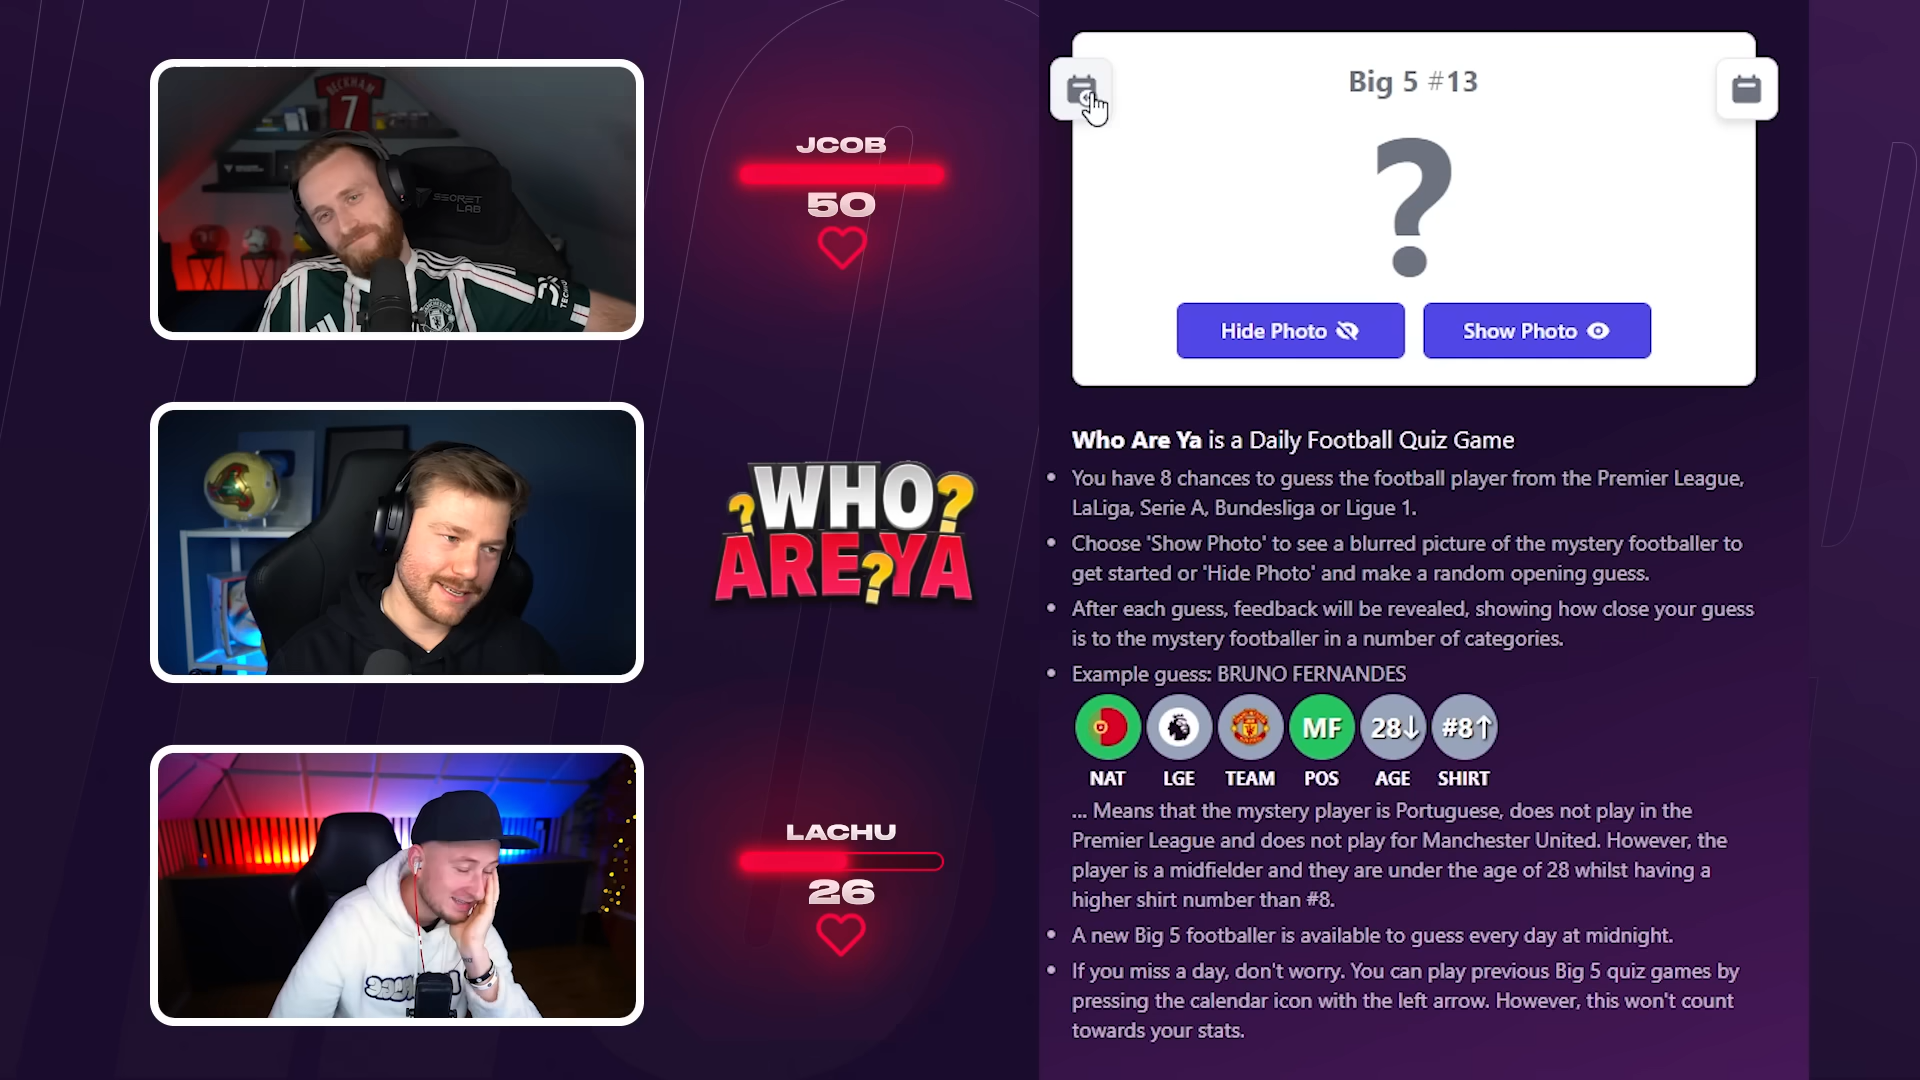 BECKHAM
7
SECRET
LAB
JCOB
50
WHO
ARE YA
LACHU
26
Big 5 #13
?
Hide Photo
Show Photo
Who Are Ya is a Daily Football Quiz Game
• You have 8 chances to guess the football player from the Premier League,
LaLiga, Serie A, Bundesliga or Ligue 1.
• Choose 'Show Photo' to see a blurred picture of the mystery footballer to
get started or 'Hide Photo' and make a random opening guess.
• After each guess, feedback will be revealed, showing how close your guess
is to the mystery footballer in a number of categories.
• Example guess: BRUNO FERNANDES
MF 28↓ #8↑
NAT LGE TEAM POS AGE SHIRT
... Means that the mystery player is Portuguese, does not play in the
Premier League and does not play for Manchester United. However, the
player is a midfielder and they are under the age of 28 whilst having a
higher shirt number than #8.
• A new Big 5 footballer is available to guess every day at midnight.
• If you miss a day, don't worry. You can play previous Big 5 quiz games by
pressing the calendar icon with the left arrow. However, this won't count
towards your stats.